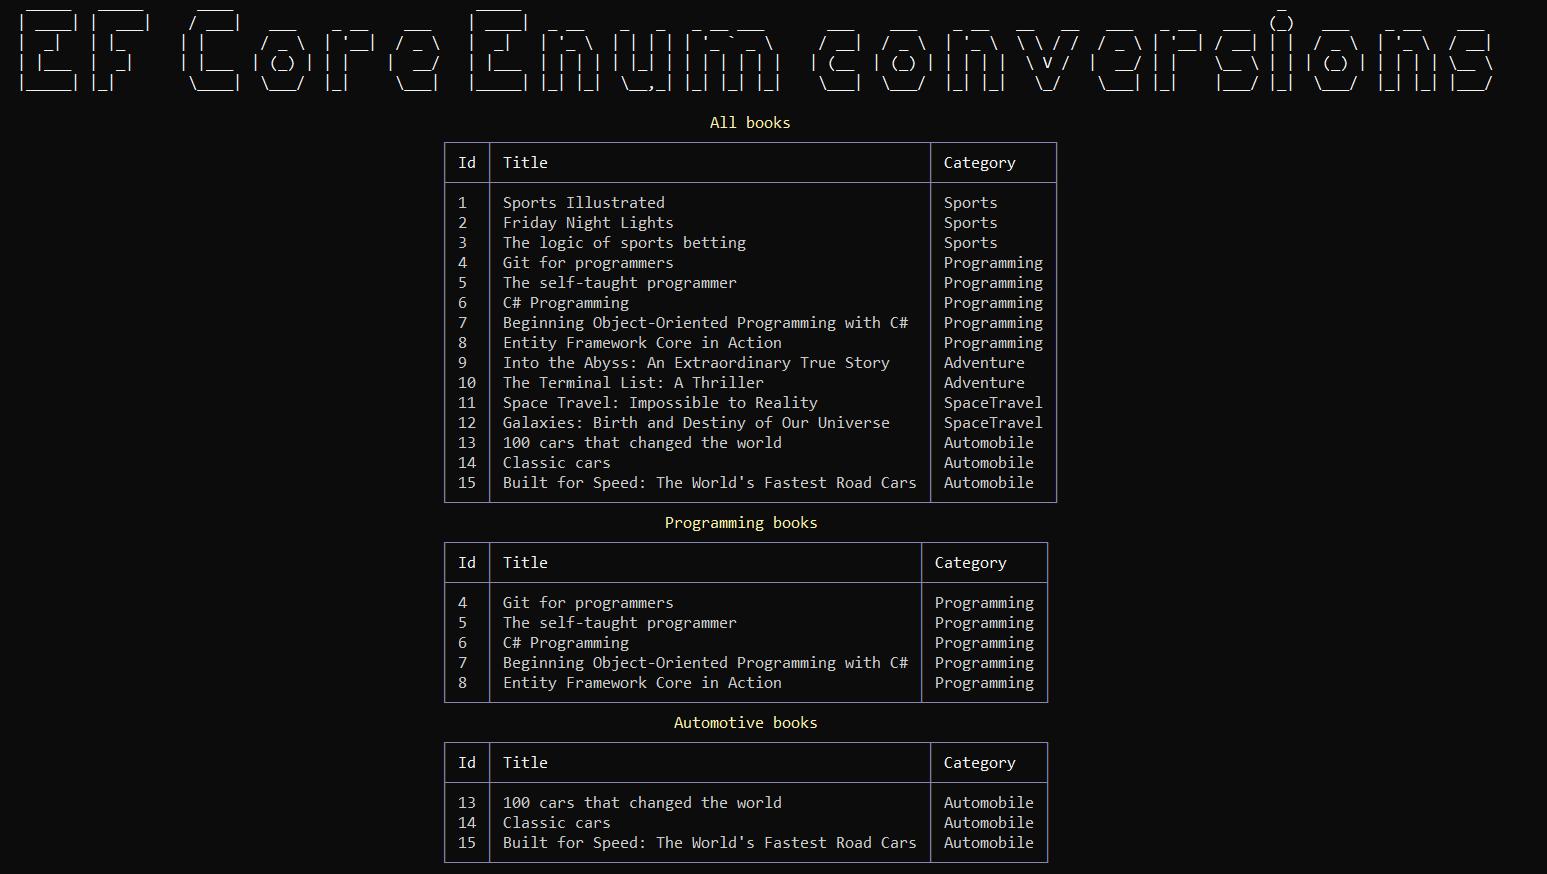 EF Core Enum conversions
All books
Id Title Category
1 Sports Illustrated Sports
2 Friday Night Lights Sports
3 The logic of sports betting Sports
4 Git for programmers Programming
5 The self-taught programmer Programming
6 C# Programming Programming
7 Beginning Object-Oriented Programming with C# Programming
8 Entity Framework Core in Action Programming
9 Into the Abyss: An Extraordinary True Story Adventure
10 The Terminal List: A Thriller Adventure
11 Space Travel: Impossible to Reality SpaceTravel
12 Galaxies: Birth and Destiny of Our Universe SpaceTravel
13 100 cars that changed the world Automobile
14 Classic cars Automobile
15 Built for Speed: The World's Fastest Road Cars Automobile
Programming books
Id Title Category
4 Git for programmers Programming
5 The self-taught programmer Programming
6 C# Programming Programming
7 Beginning Object-Oriented Programming with C# Programming
8 Entity Framework Core in Action Programming
Automotive books
Id Title Category
13 100 cars that changed the world Automobile
14 Classic cars Automobile
15 Built for Speed: The World's Fastest Road Cars Automobile